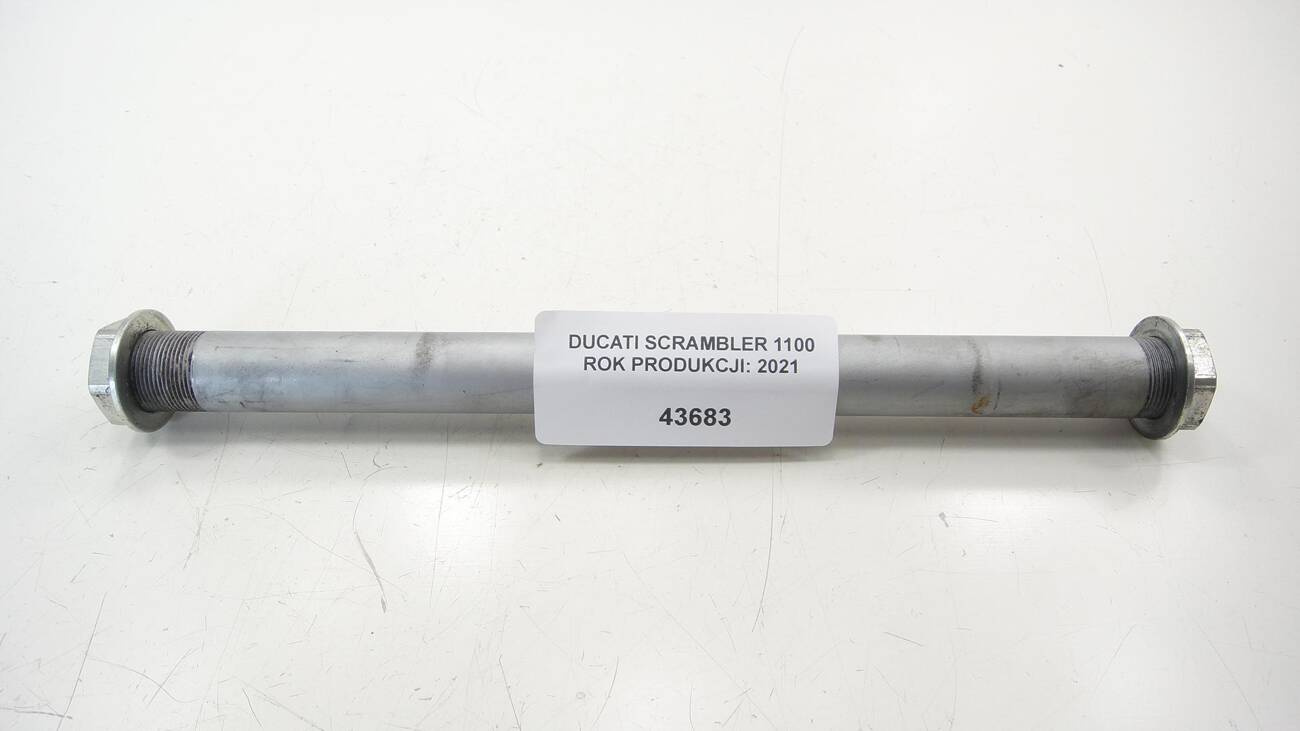 DUCATI SCRAMBLER 1100
ROK PRODUKCJI: 2021
43683